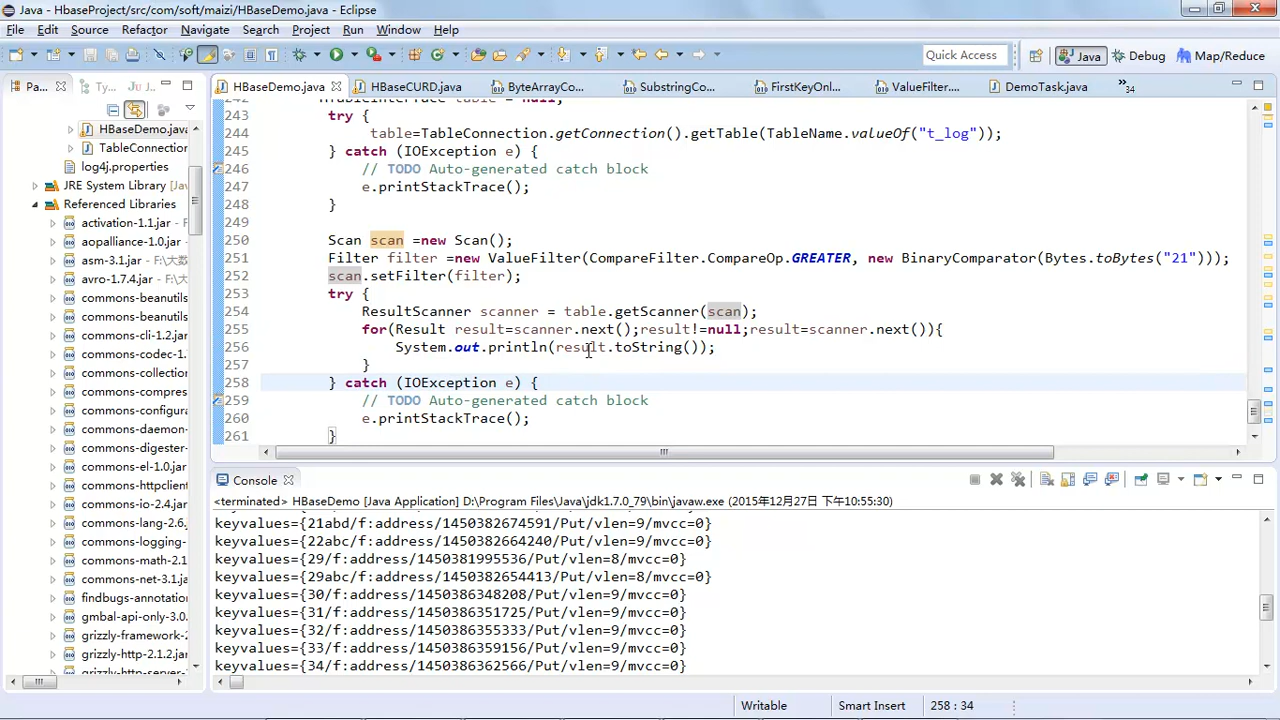 Java - HbaseProject/src/com/soft/maizi/HBaseDemo.java - Eclipse
File Edit Source Refactor Navigate Search Project Run Window Help
Quick Access
Java
Debug
Map/Reduce
Pa...
Ty...
Ju
HBaseDemo.java
HBaseCURD.java
ByteArrayCo...
SubstringCo...
FirstKeyOnl...
ValueFilter....
DemoTask.java
34
HBaseDemo.java
TableConnection
log4j.properties
JRE System Library [Java
Referenced Libraries
activation-1.1.jar - F:\
aopalliance-1.0.jar -
asm-3.1.jar - F:\大数
avro-1.7.4.jar - F:\大
commons-beanutils
commons-beanutils
commons-cli-1.2.jar
commons-collection
commons-compres
commons-configura
commons-daemon-
commons-digester-
commons-el-1.0.jar
commons-httpclient
commons-io-2.4.jar
commons-lang-2.6.
commons-logging-
commons-math-2.1
commons-net-3.1.ja
findbugs-annotation
gmbal-api-only-3.0.
grizzly-framework-2
grizzly-http-2.1.2.jar
242 HTableInterface table = null;
243 try {
244 table=TableConnection.getConnection().getTable(TableName.valueOf("t_log"));
245 } catch (IOException e) {
246 // TODO Auto-generated catch block
247 e.printStackTrace();
248 }
249
250 Scan scan =new Scan();
251 Filter filter =new ValueFilter(CompareFilter.CompareOp.GREATER, new BinaryComparator(Bytes.toBytes("21")));
252 scan.setFilter(filter);
253 try {
254 ResultScanner scanner = table.getScanner(scan);
255 for(Result result=scanner.next();result!=null;result=scanner.next()){
256 System.out.println(result.toString());
257 }
258 } catch (IOException e) {
259 // TODO Auto-generated catch block
260 e.printStackTrace();
261 }
Console
<terminated> HBaseDemo [Java Application] D:\Program Files\Java\jdk1.7.0_79\bin\javaw.exe (2015年12月27日 下午10:55:30)
keyvalues={21abd/f:address/1450382674591/Put/vlen=9/mvcc=0}
keyvalues={22abc/f:address/1450382064240/Put/vlen=9/mvcc=0}
keyvalues={29/f:address/1450381995536/Put/vlen=8/mvcc=0}
keyvalues={29abc/f:address/1450382654413/Put/vlen=8/mvcc=0}
keyvalues={30/f:address/1450386348208/Put/vlen=9/mvcc=0}
keyvalues={31/f:address/1450386351725/Put/vlen=9/mvcc=0}
keyvalues={32/f:address/1450386355333/Put/vlen=9/mvcc=0}
keyvalues={33/f:address/1450386359156/Put/vlen=9/mvcc=0}
keyvalues={34/f:address/1450386362566/Put/vlen=9/mvcc=0}
Writable
Smart Insert
258 : 34